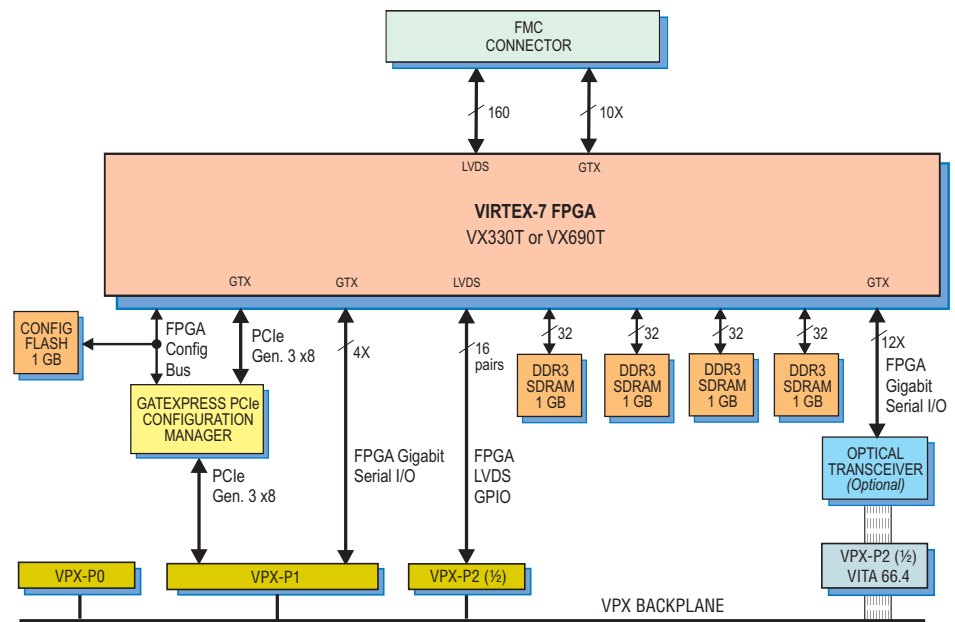 FMC
CONNECTOR
160
10X
LVDS
GTX
VIRTEX-7 FPGA
VX330T or VX690T
GTX
GTX
LVDS
GTX
CONFIG
FLASH
1 GB
FPGA
Config
Bus
PCIe
Gen. 3 x8
4X
16
pairs
32
32
32
32
12X
FPGA
Gigabit
Serial I/O
DDR3
SDRAM
1 GB
DDR3
SDRAM
1 GB
DDR3
SDRAM
1 GB
DDR3
SDRAM
1 GB
GATEXPRESS PCIe
CONFIGURATION
MANAGER
PCIe
Gen. 3 x8
FPGA Gigabit
Serial I/O
FPGA
LVDS
GPIO
OPTICAL
TRANSCEIVER
(Optional)
VPX-P0
VPX-P1
VPX-P2 (½)
VPX-P2 (½)
VITA 66.4
VPX BACKPLANE